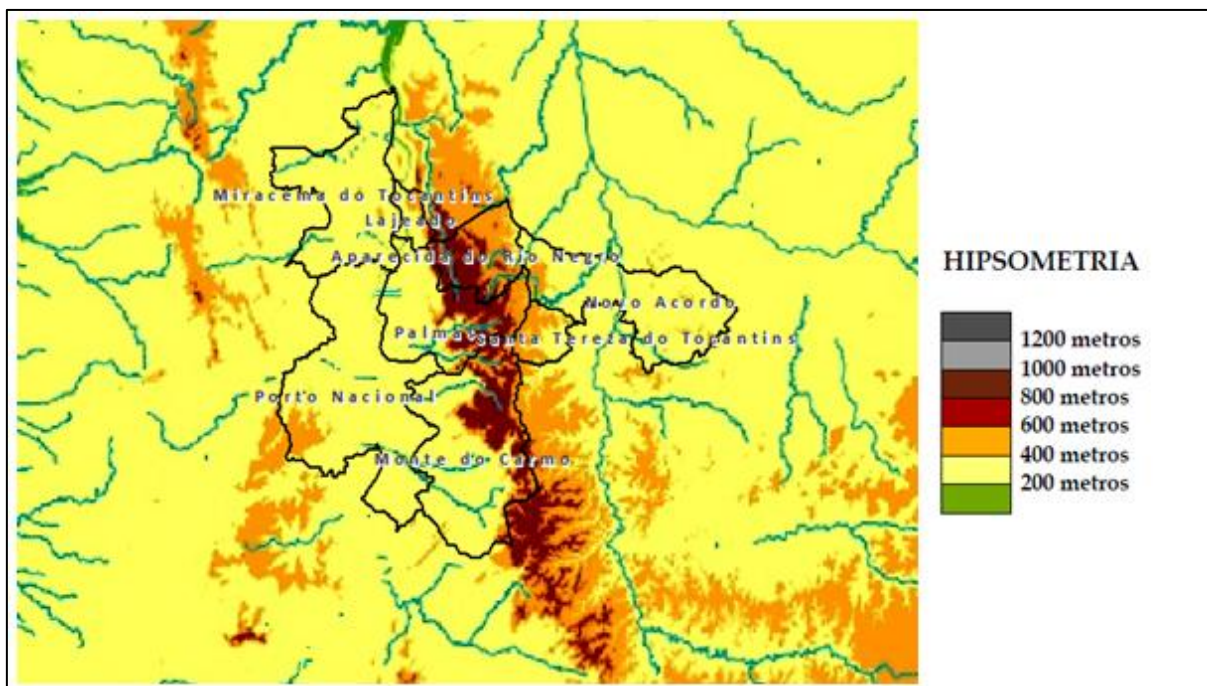 Miracema do Tocantins
Lajeado
Aparecida do Rio Negro
Novo Acordo
Palmas
Santa Tereza do Tocantins
Porto Nacional
Monte do Carmo
HIPSOMETRIA
1200 metros
1000 metros
800 metros
600 metros
400 metros
200 metros